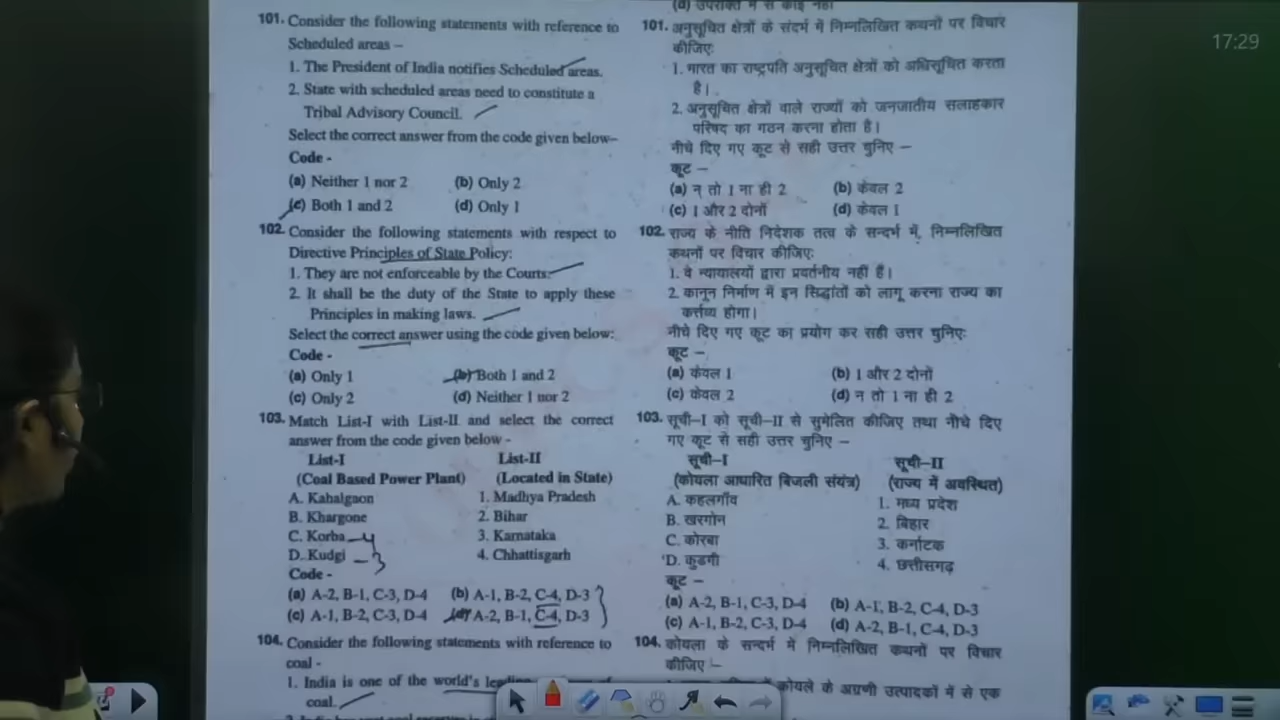 17:29
101. Consider the following statements with reference to
Scheduled areas –
1. The President of India notifies Scheduled areas.
2. State with scheduled areas need to constitute a
Tribal Advisory Council.
Select the correct answer from the code given below–
Code -
(a) Neither 1 nor 2 (b) Only 2
(c) Both 1 and 2 (d) Only 1
102. Consider the following statements with respect to
Directive Principles of State Policy:
1. They are not enforceable by the Courts.
2. It shall be the duty of the State to apply these
Principles in making laws.
Select the correct answer using the code given below:
Code -
(a) Only 1 (b) Both 1 and 2
(c) Only 2 (d) Neither 1 nor 2
103. Match List-I with List-II and select the correct
answer from the code given below -
List-I List-II
(Coal Based Power Plant) (Located in State)
A. Kahalgaon 1. Madhya Pradesh
B. Khargone 2. Bihar
C. Korba 4 3. Karnataka
D. Kudgi 3 4. Chhattisgarh
Code -
(a) A-2, B-1, C-3, D-4 (b) A-1, B-2, C-4, D-3
(c) A-1, B-2, C-3, D-4 (d) A-2, B-1, C-4, D-3
104. Consider the following statements with reference to
coal -
1. India is one of the world's of
coal.
(d) उपरोक्त में से कोई नहीं
101. अनुसूचित क्षेत्रों के संदर्भ में निम्नलिखित कथनों पर विचार
कीजिए:
1. भारत का राष्ट्रपति अनुसूचित क्षेत्रों को अधिसूचित करता
है।
2. अनुसूचित क्षेत्रों वाले राज्यों को जनजातीय सलाहकार
परिषद का गठन करना होता है।
नीचे दिए गए कूट से सही उत्तर चुनिए –
कूट –
(a) न तो 1 ना ही 2 (b) केवल 2
(c) 1 और 2 दोनों (d) केवल 1
102. राज्य के नीति निदेशक तत्व के सन्दर्भ में, निम्नलिखित
कथनों पर विचार कीजिए:
1. वे न्यायालयों द्वारा प्रवर्तनीय नहीं हैं।
2. कानून निर्माण में इन सिद्धांतों को लागू करना राज्य का
कर्त्तव्य होगा।
नीचे दिए गए कूट का प्रयोग कर सही उत्तर चुनिए:
कूट –
(a) केवल 1 (b) 1 और 2 दोनों
(c) केवल 2 (d) न तो 1 ना ही 2
103. सूची–I को सूची–II से सुमेलित कीजिए तथा नीचे दिए
गए कूट से सही उत्तर चुनिए –
सूची–I सूची–II
(कोयला आधारित बिजली संयंत्र) (राज्य में अवस्थित)
A. कहलगाँव 1. मध्य प्रदेश
B. खरगोन 2. बिहार
C. कोरबा 3. कर्नाटक
D. कुडगी 4. छत्तीसगढ़
कूट –
(a) A-2, B-1, C-3, D-4 (b) A-1, B-2, C-4, D-3
(c) A-1, B-2, C-3, D-4 (d) A-2, B-1, C-4, D-3
104. कोयला के सन्दर्भ में निम्नलिखित कथनों पर विचार
कीजिए –
कोयले के अग्रणी उत्पादकों में से एक